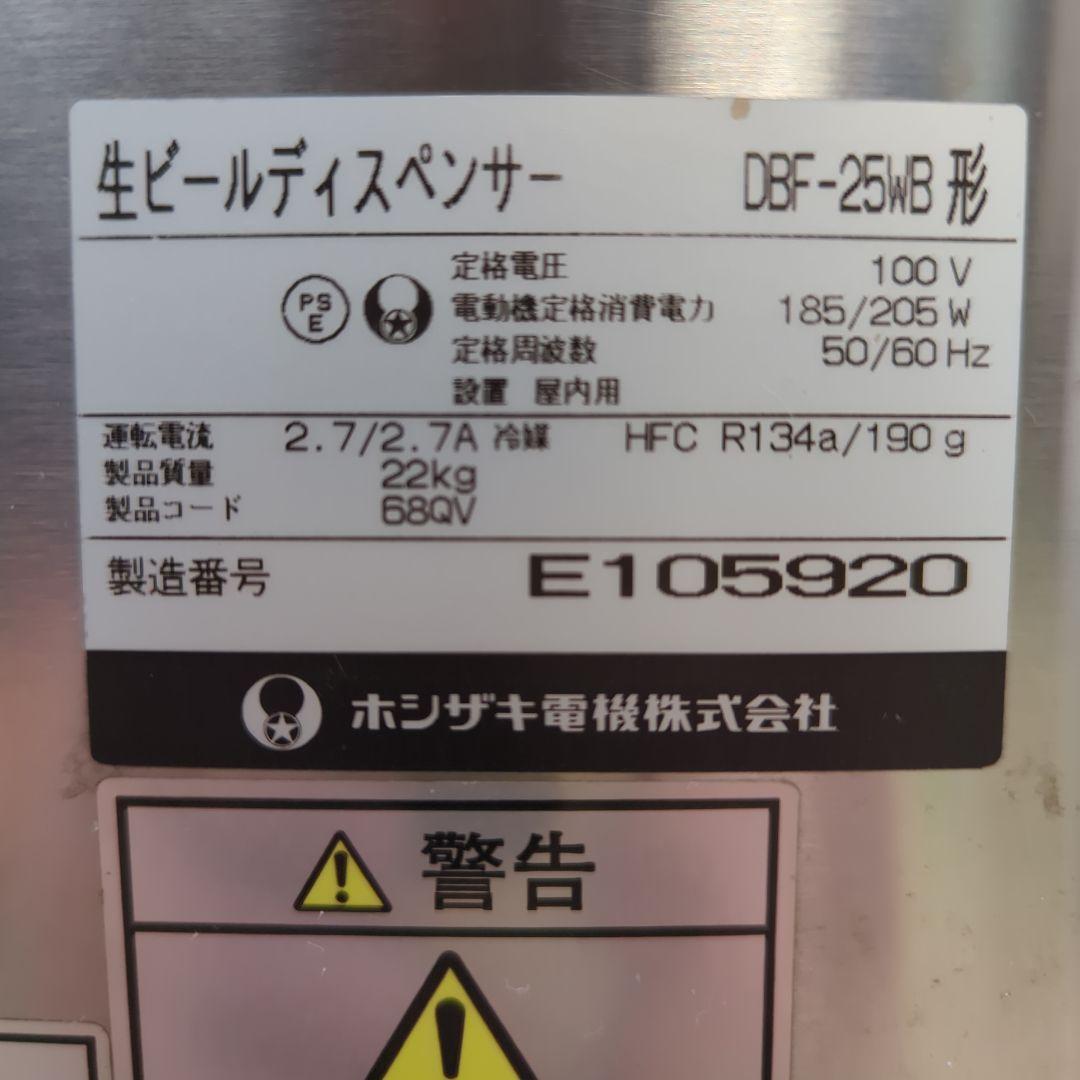 生ビールディスペンサー DBF-25WB 形
PS
E
定格電圧 100 V
電動機定格消費電力 185/205 W
定格周波数 50/60 Hz
設置 屋内用
運転電流 2.7/2.7A 冷媒 HFC R134a/190 g
製品質量 22kg
製品コード 68QV
製造番号 E105920
ホシザキ電機株式会社
警告